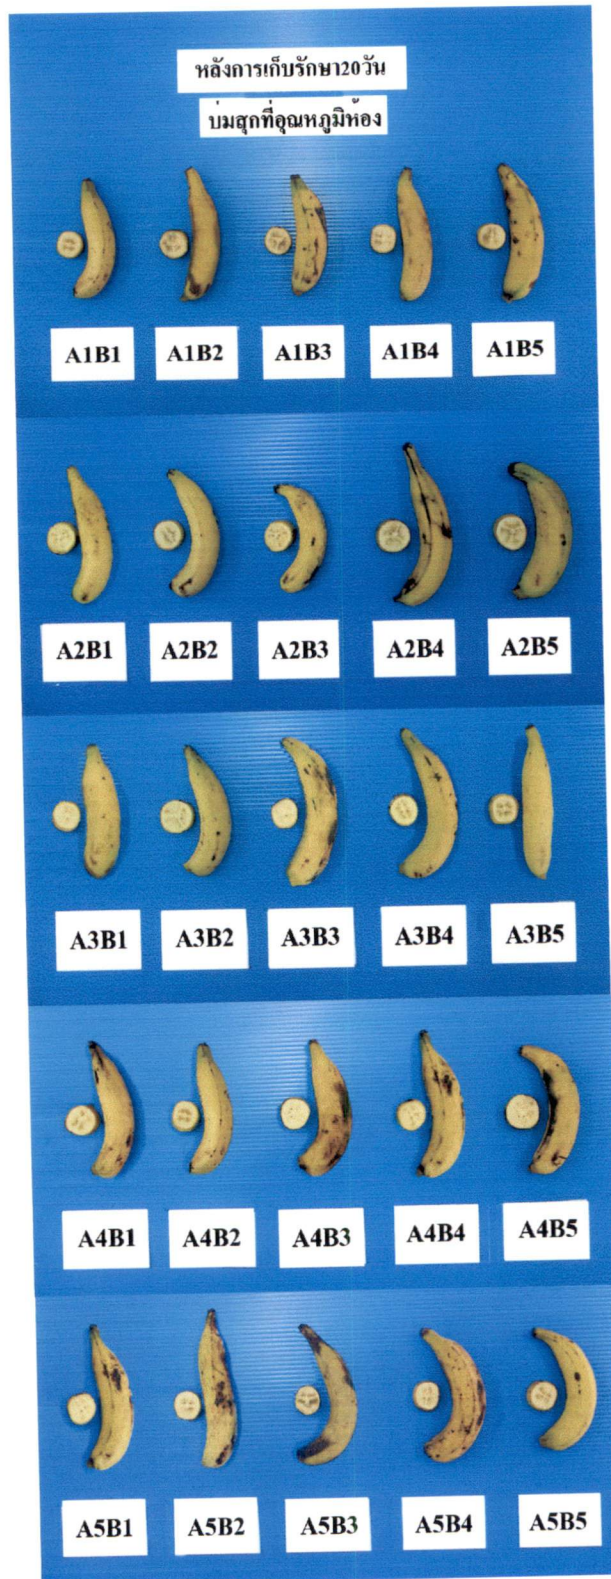 หลังการเก็บรักษา20วัน
บ่มสุกที่อุณหภูมิห้อง
A1B1 A1B2 A1B3 A1B4 A1B5
A2B1 A2B2 A2B3 A2B4 A2B5
A3B1 A3B2 A3B3 A3B4 A3B5
A4B1 A4B2 A4B3 A4B4 A4B5
A5B1 A5B2 A5B3 A5B4 A5B5